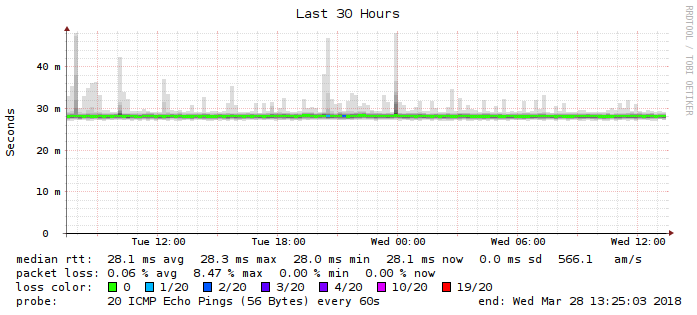 Last 30 Hours
RRDTOOL / TOBI OETIKER
Seconds
40 m
30 m
20 m
10 m
0
Tue 12:00 Tue 18:00 Wed 00:00 Wed 06:00 Wed 12:00
median rtt: 28.1 ms avg 28.3 ms max 28.0 ms min 28.1 ms now 0.0 ms sd 566.1 am/s
packet loss: 0.06 % avg 8.47 % max 0.00 % min 0.00 % now
loss color: 0 1/20 2/20 3/20 4/20 10/20 19/20
probe: 20 ICMP Echo Pings (56 Bytes) every 60s end: Wed Mar 28 13:25:03 2018